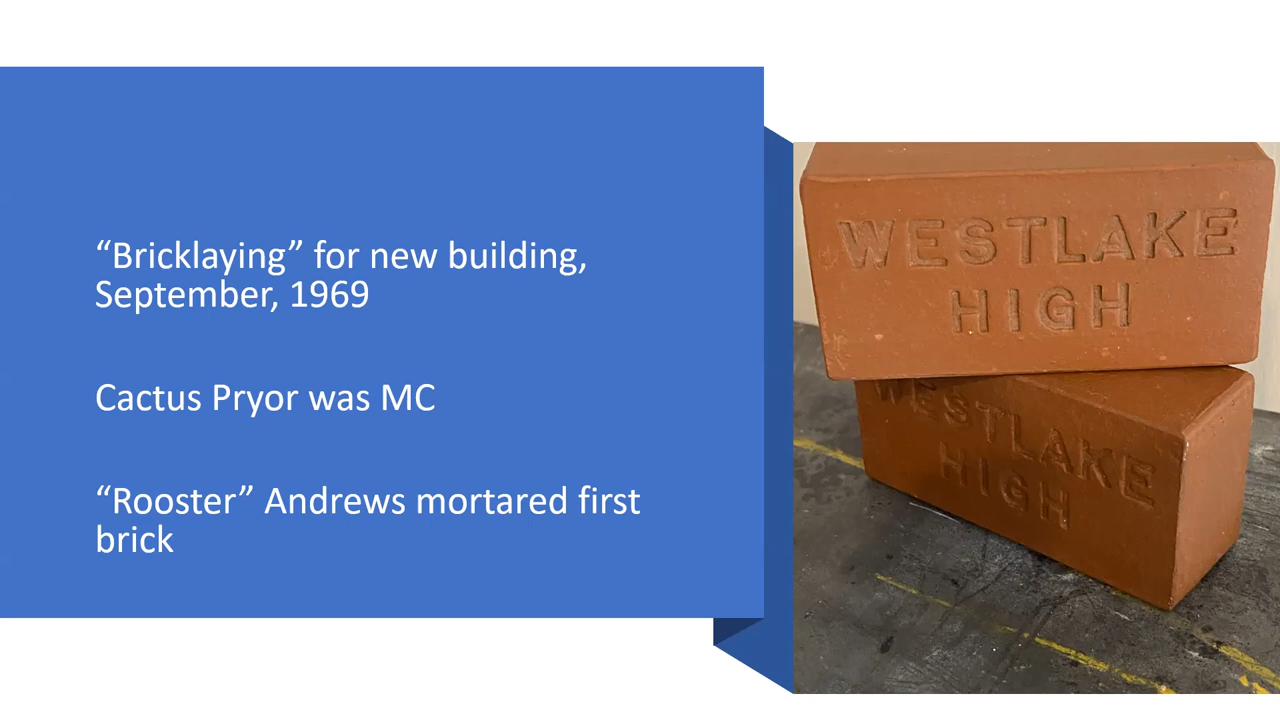 “Bricklaying” for new building,
September, 1969
Cactus Pryor was MC
“Rooster” Andrews mortared first
brick
WESTLAKE
HIGH
WESTLAKE
HIGH